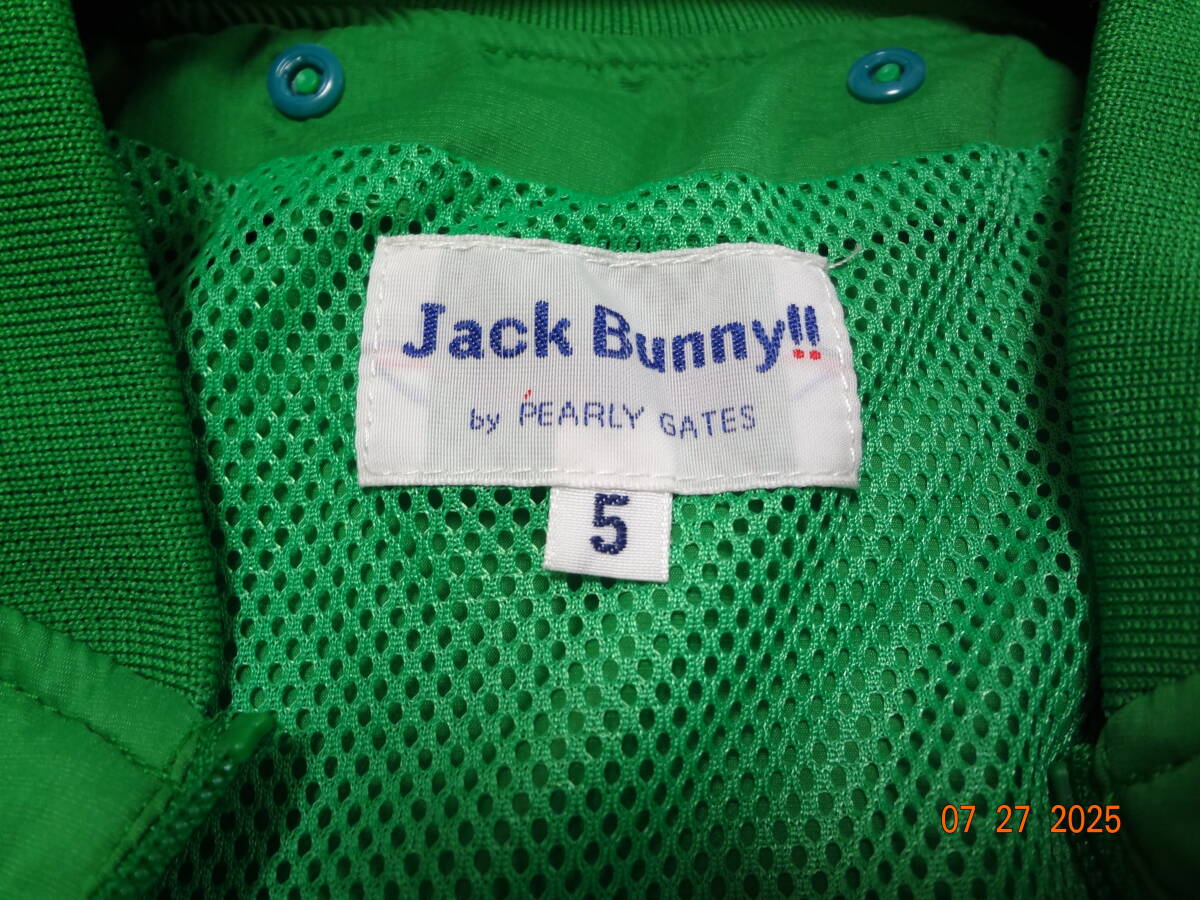 Jack Bunny!!
by PEARLY GATES
5
07 27 2025